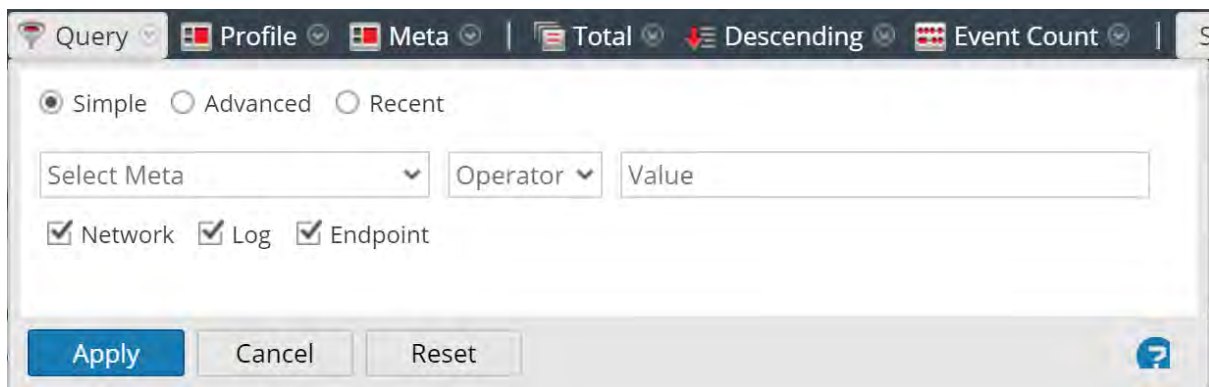 Query Profile Meta | Total Descending Event Count | S
Simple Advanced Recent
Select Meta Operator Value
Network Log Endpoint
Apply Cancel Reset ?